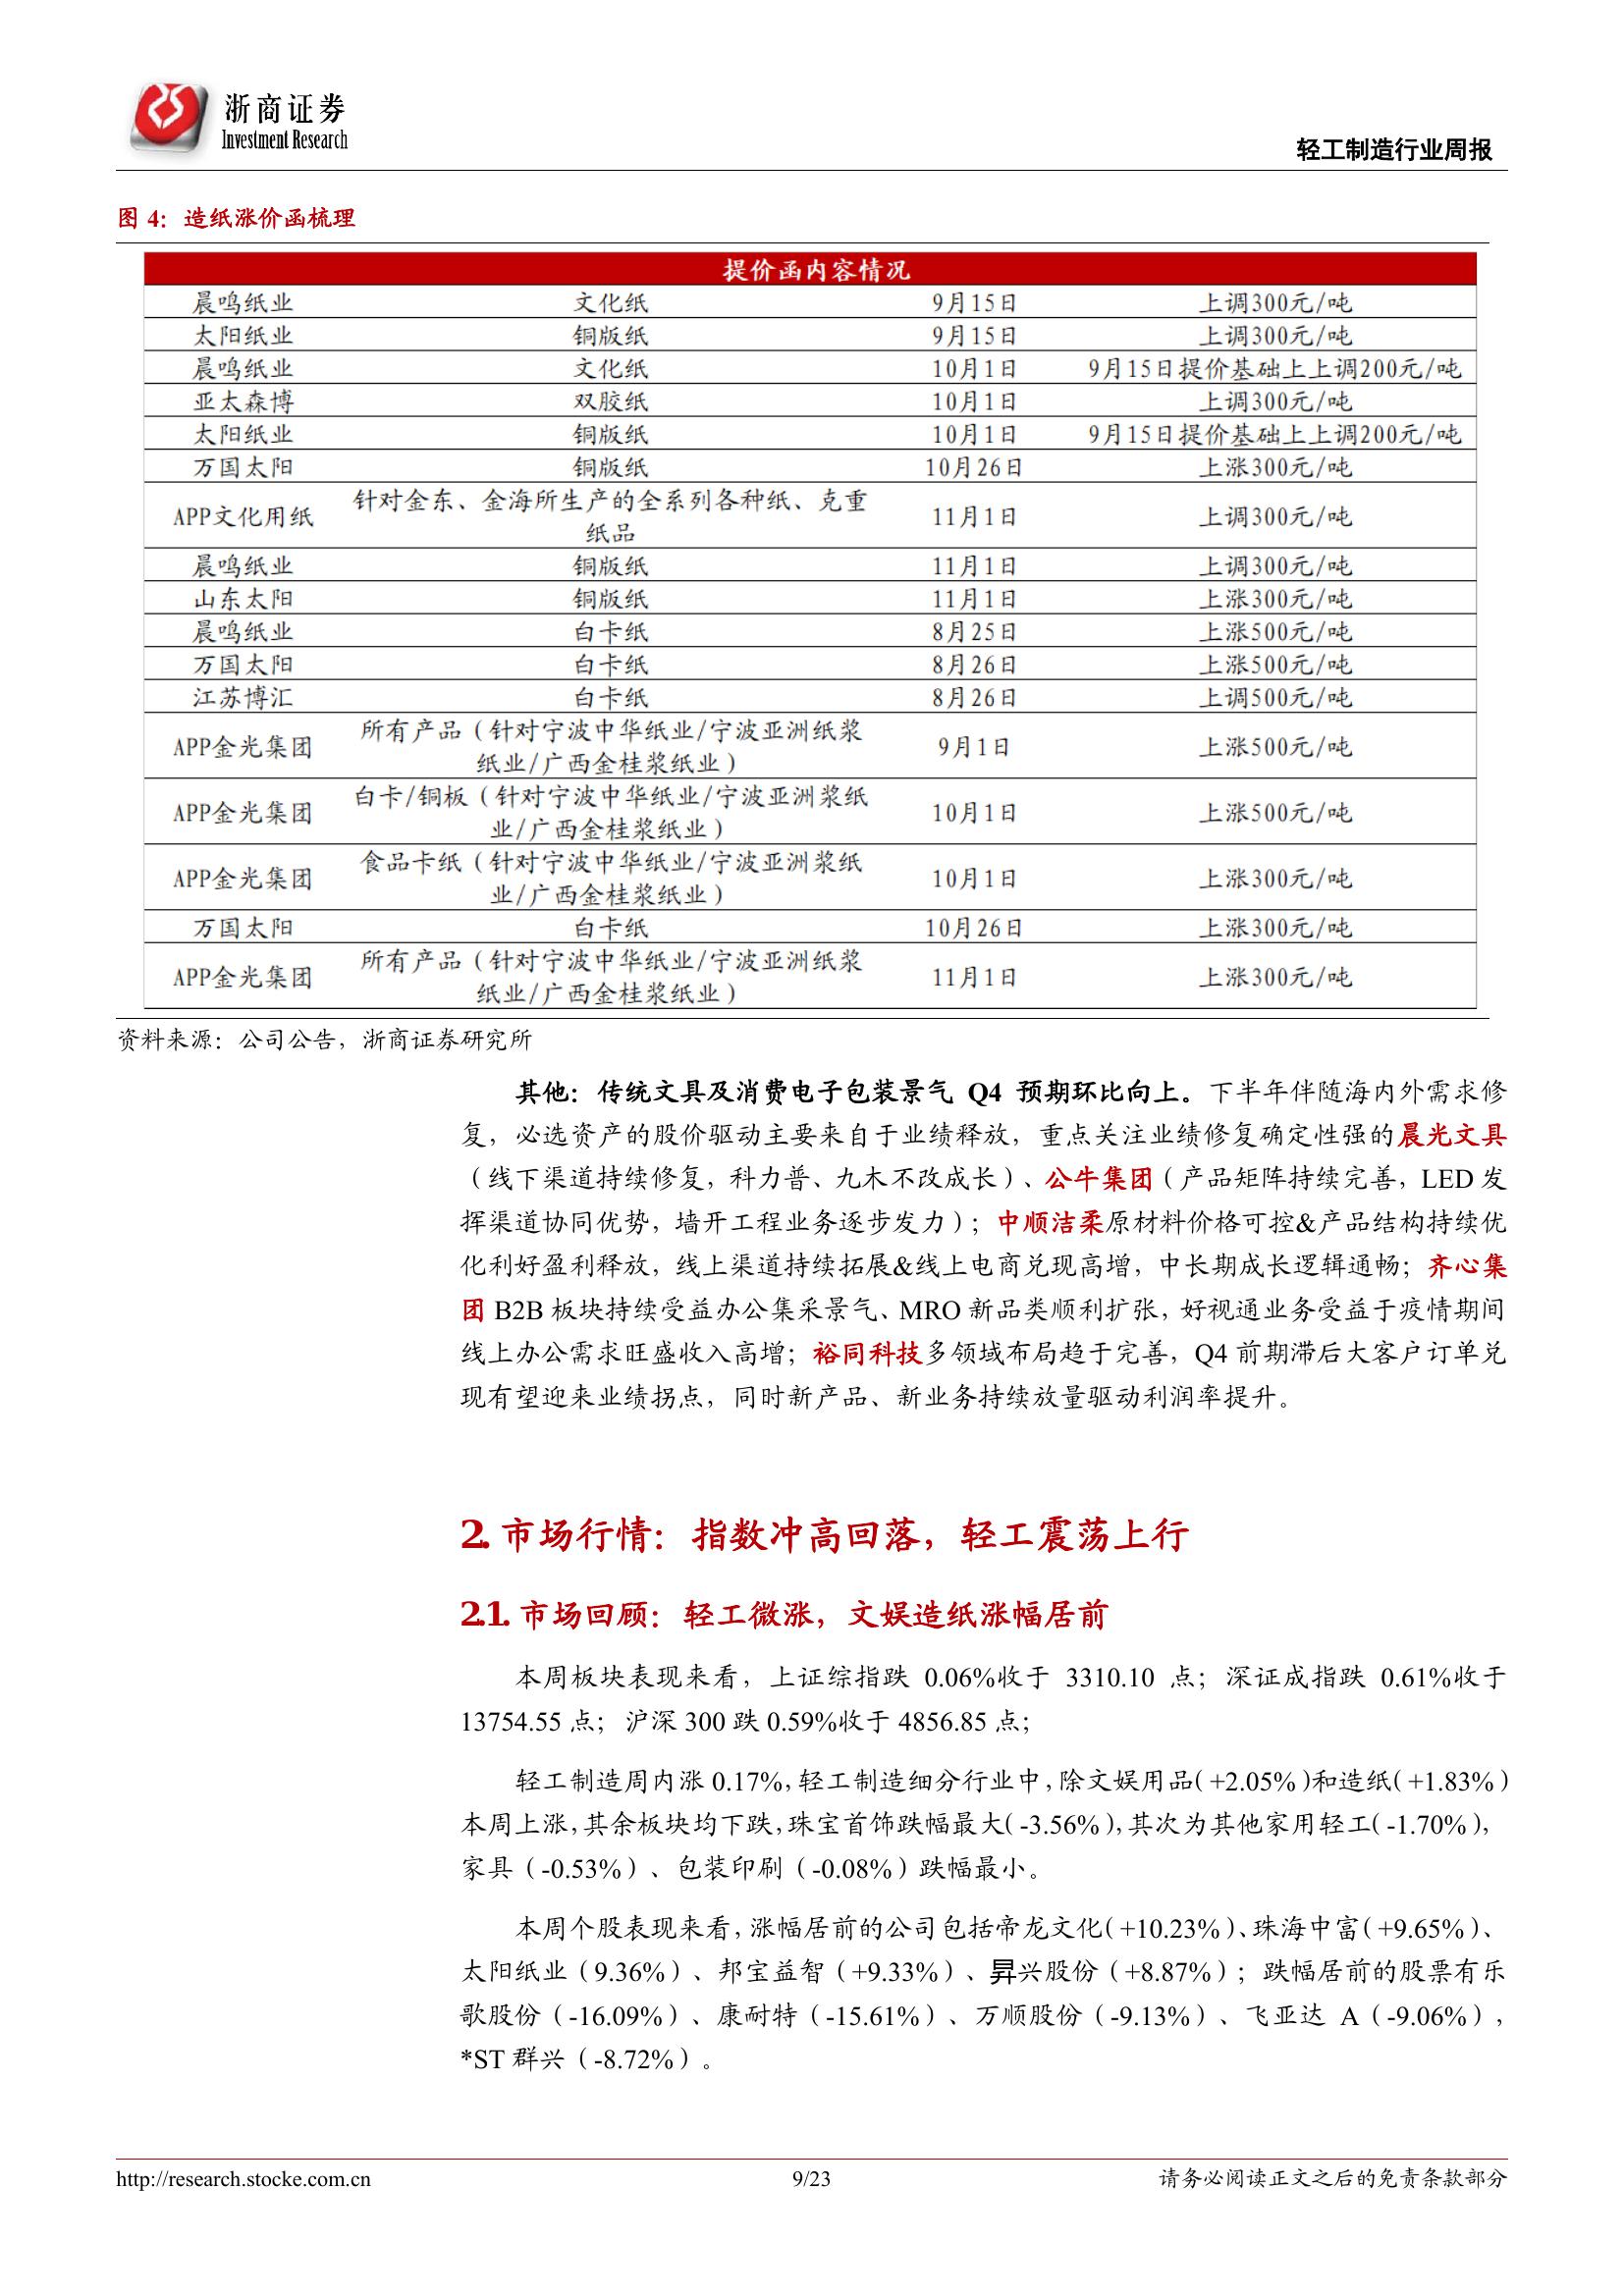 浙商证券
Investment Research
轻工制造行业周报
图 4：造纸涨价函梳理
提价函内容情况
晨鸣纸业 文化纸 9月15日 上调300元/吨
太阳纸业 铜版纸 9月15日 上调300元/吨
晨鸣纸业 文化纸 10月1日 9月15日提价基础上上调200元/吨
亚太森博 双胶纸 10月1日 上调300元/吨
太阳纸业 铜版纸 10月1日 9月15日提价基础上上调200元/吨
万国太阳 铜版纸 10月26日 上涨300元/吨
APP文化用纸 针对金东、金海所生产的全系列各种纸、克重
纸品 11月1日 上调300元/吨
晨鸣纸业 铜版纸 11月1日 上调300元/吨
山东太阳 铜版纸 11月1日 上涨300元/吨
晨鸣纸业 白卡纸 8月25日 上涨500元/吨
万国太阳 白卡纸 8月26日 上涨500元/吨
江苏博汇 白卡纸 8月26日 上调500元/吨
APP金光集团 所有产品（针对宁波中华纸业/宁波亚洲纸浆
纸业/广西金桂浆纸业） 9月1日 上涨500元/吨
APP金光集团 白卡/铜板（针对宁波中华纸业/宁波亚洲浆纸
业/广西金桂浆纸业） 10月1日 上涨500元/吨
APP金光集团 食品卡纸（针对宁波中华纸业/宁波亚洲浆纸
业/广西金桂浆纸业） 10月1日 上涨300元/吨
万国太阳 白卡纸 10月26日 上涨300元/吨
APP金光集团 所有产品（针对宁波中华纸业/宁波亚洲纸浆
纸业/广西金桂浆纸业） 11月1日 上涨300元/吨
资料来源：公司公告，浙商证券研究所
其他：传统文具及消费电子包装景气 Q4 预期环比向上。下半年伴随海内外需求修
复，必选资产的股价驱动主要来自于业绩释放，重点关注业绩修复确定性强的晨光文具
（线下渠道持续修复，科力普、九木不改成长）、公牛集团（产品矩阵持续完善，LED 发
挥渠道协同优势，墙开工程业务逐步发力）；中顺洁柔原材料价格可控&产品结构持续优
化利好盈利释放，线上渠道持续拓展&线上电商兑现高增，中长期成长逻辑通畅；齐心集
团 B2B 板块持续受益办公集采景气、MRO 新品类顺利扩张，好视通业务受益于疫情期间
线上办公需求旺盛收入高增；裕同科技多领域布局趋于完善，Q4 前期滞后大客户订单兑
现有望迎来业绩拐点，同时新产品、新业务持续放量驱动利润率提升。
2. 市场行情：指数冲高回落，轻工震荡上行
2.1. 市场回顾：轻工微涨，文娱造纸涨幅居前
本周板块表现来看，上证综指跌 0.06%收于 3310.10 点；深证成指跌 0.61%收于
13754.55 点；沪深 300 跌 0.59%收于 4856.85 点；
轻工制造周内涨 0.17%，轻工制造细分行业中，除文娱用品（+2.05%）和造纸（+1.83%）
本周上涨，其余板块均下跌，珠宝首饰跌幅最大（-3.56%），其次为其他家用轻工（-1.70%），
家具（-0.53%）、包装印刷（-0.08%）跌幅最小。
本周个股表现来看，涨幅居前的公司包括帝龙文化（+10.23%）、珠海中富（+9.65%）、
太阳纸业（9.36%）、邦宝益智（+9.33%）、昇兴股份（+8.87%）；跌幅居前的股票有乐
歌股份（-16.09%）、康耐特（-15.61%）、万顺股份（-9.13%）、飞亚达 A（-9.06%），
*ST 群兴（-8.72%）。
http://research.stocke.com.cn
9/23
请务必阅读正文之后的免责条款部分